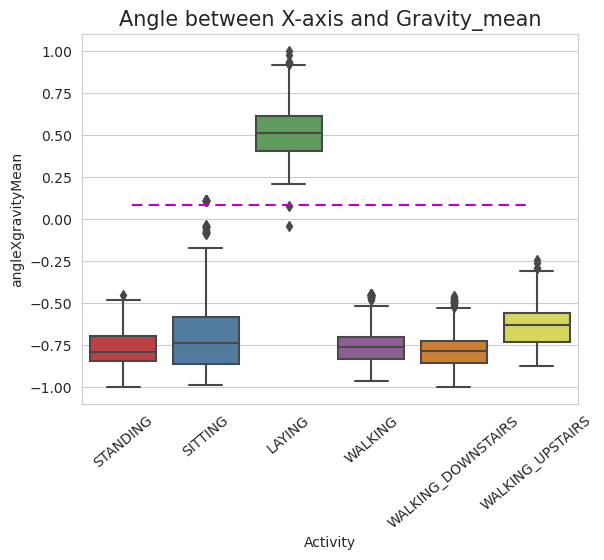 Angle between X-axis and Gravity_mean
1.00
0.75
0.50
0.25
0.00
−0.25
−0.50
−0.75
−1.00
angleXgravityMean
STANDING
SITTING
LAYING
WALKING
WALKING_DOWNSTAIRS
WALKING_UPSTAIRS
Activity